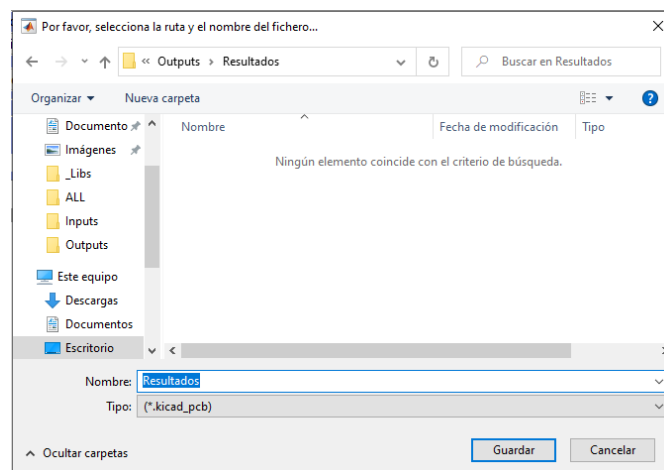 Por favor, selecciona la ruta y el nombre del fichero...
« Outputs › Resultados
Buscar en Resultados
Organizar
Nueva carpeta
Nombre
Fecha de modificación
Tipo
Documento
Ningún elemento coincide con el criterio de búsqueda.
Imágenes
_Libs
ALL
Inputs
Outputs
Este equipo
Descargas
Documentos
Escritorio
Nombre: Resultados
Tipo: (*.kicad_pcb)
Ocultar carpetas
Guardar
Cancelar